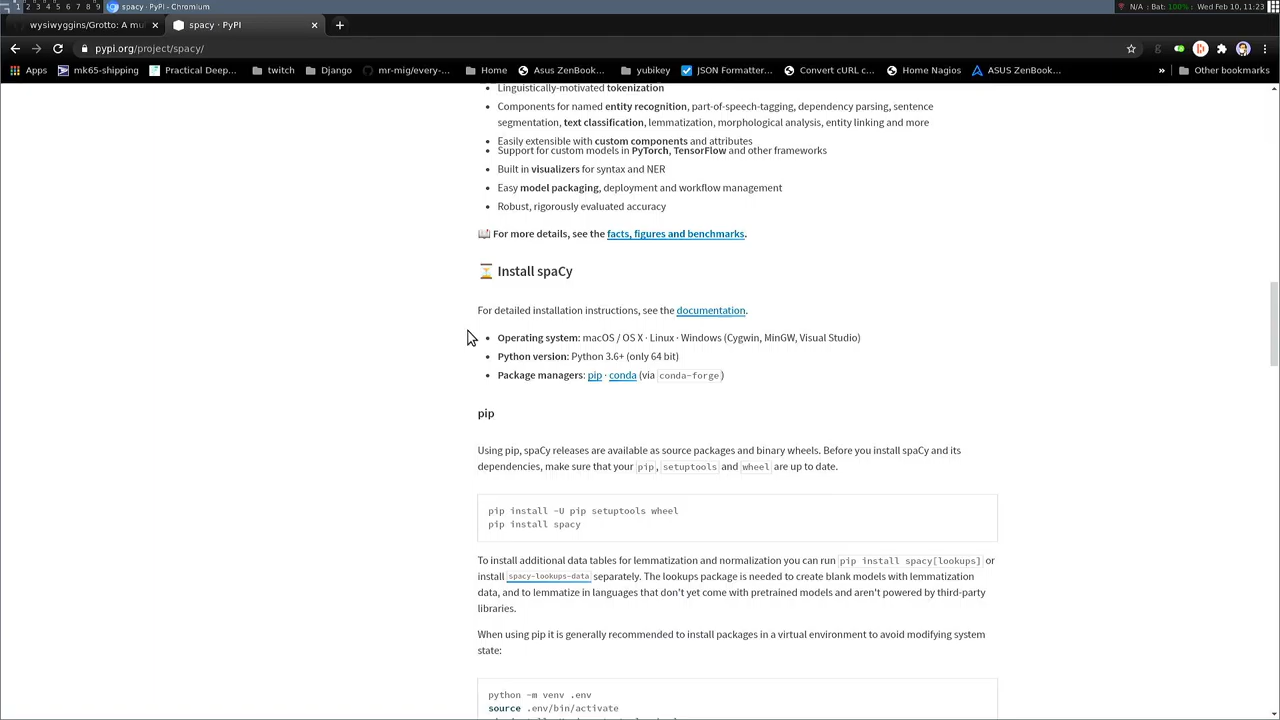 1 2 3 4 5 6 7 8 9 spacy · PyPI - Chromium
N/A : Bat: 100% : Wed Feb 10, 11:23
wysiwyggins/Grotto: A mu
spacy · PyPI
pypi.org/project/spacy/
Apps mk65-shipping Practical Deep... twitch Django mr-mig/every-... Home Asus ZenBook... yubikey JSON Formatter... Convert cURL c... Home Nagios ASUS ZenBook... » Other bookmarks
Linguistically-motivated tokenization
Components for named entity recognition, part-of-speech-tagging, dependency parsing, sentence
segmentation, text classification, lemmatization, morphological analysis, entity linking and more
Easily extensible with custom components and attributes
Support for custom models in PyTorch, TensorFlow and other frameworks
Built in visualizers for syntax and NER
Easy model packaging, deployment and workflow management
Robust, rigorously evaluated accuracy
📖 For more details, see the facts, figures and benchmarks.
⏳ Install spaCy
For detailed installation instructions, see the documentation.
Operating system: macOS / OS X · Linux · Windows (Cygwin, MinGW, Visual Studio)
Python version: Python 3.6+ (only 64 bit)
Package managers: pip · conda (via conda-forge)
pip
Using pip, spaCy releases are available as source packages and binary wheels. Before you install spaCy and its
dependencies, make sure that your pip, setuptools and wheel are up to date.
pip install -U pip setuptools wheel
pip install spacy
To install additional data tables for lemmatization and normalization you can run pip install spacy[lookups] or
install spacy-lookups-data separately. The lookups package is needed to create blank models with lemmatization
data, and to lemmatize in languages that don't yet come with pretrained models and aren't powered by third-party
libraries.
When using pip it is generally recommended to install packages in a virtual environment to avoid modifying system
state:
python -m venv .env
source .env/bin/activate